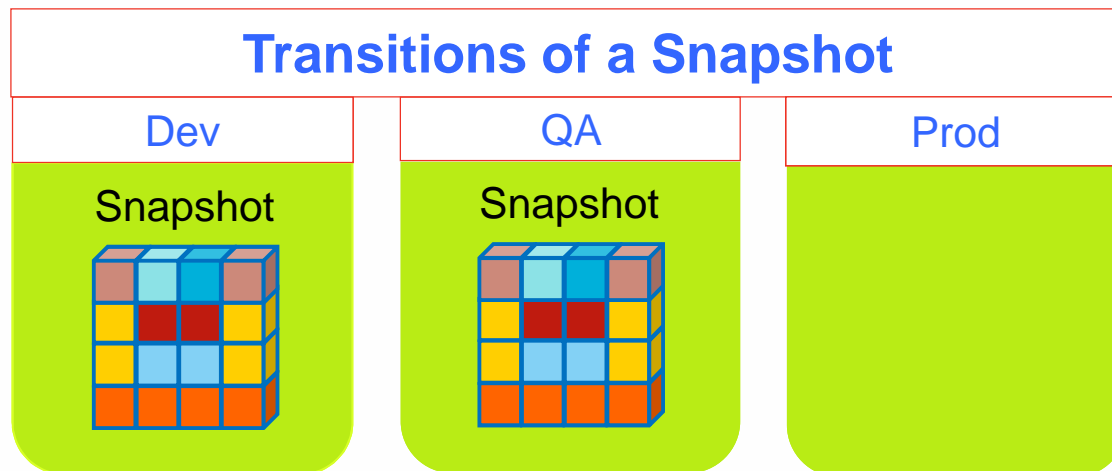 Transitions of a Snapshot
Dev
QA
Prod
Snapshot
Snapshot